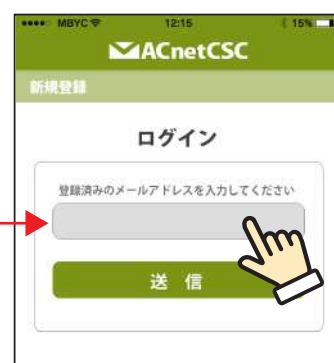 MBYC 12:15 15%
ACnetCSC
新規登録
ログイン
登録済みのメールアドレスを入力してください
送 信